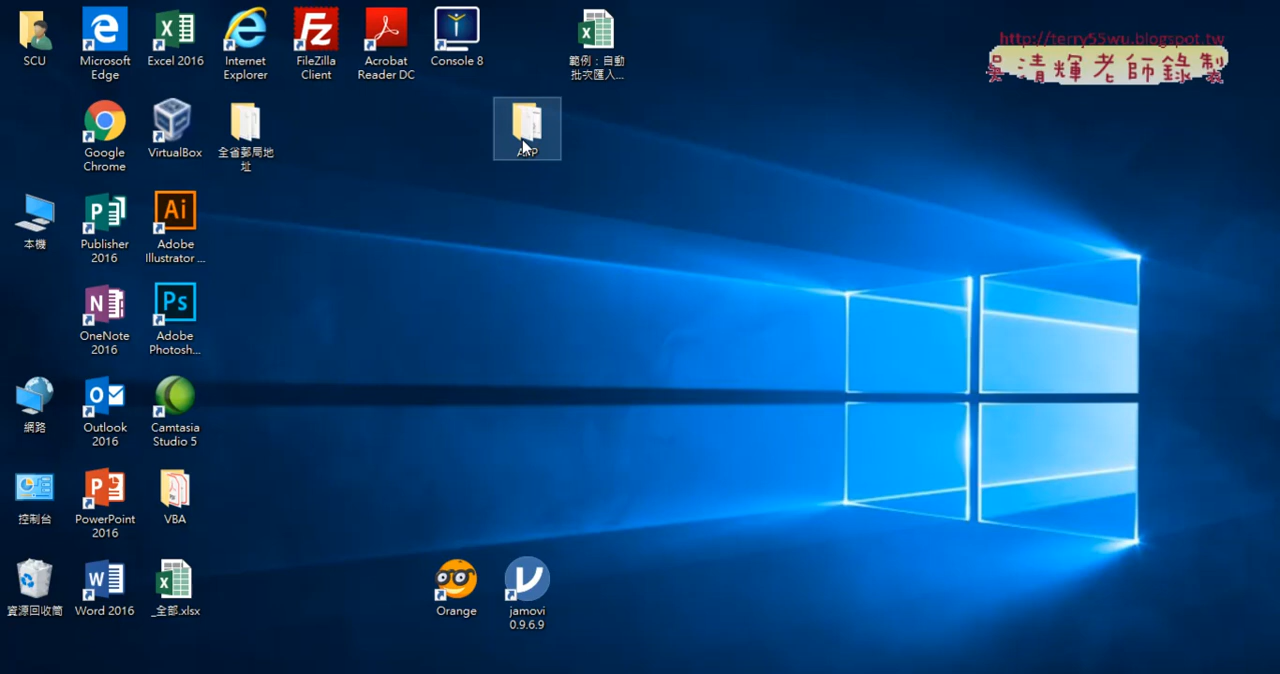 http://terry55wu.blogspot.tw
吳清輝老師錄製
SCU
Microsoft
Edge
Excel 2016
Internet
Explorer
FileZilla
Client
Acrobat
Reader DC
Console 8
範例：自動
批次匯入...
Google
Chrome
VirtualBox
全省郵局地
址
本機
Publisher
2016
Adobe
Illustrator ...
OneNote
2016
Adobe
Photosh...
網路
Outlook
2016
Camtasia
Studio 5
控制台
PowerPoint
2016
VBA
資源回收筒
Word 2016
_全部.xlsx
Orange
jamovi
0.9.6.9